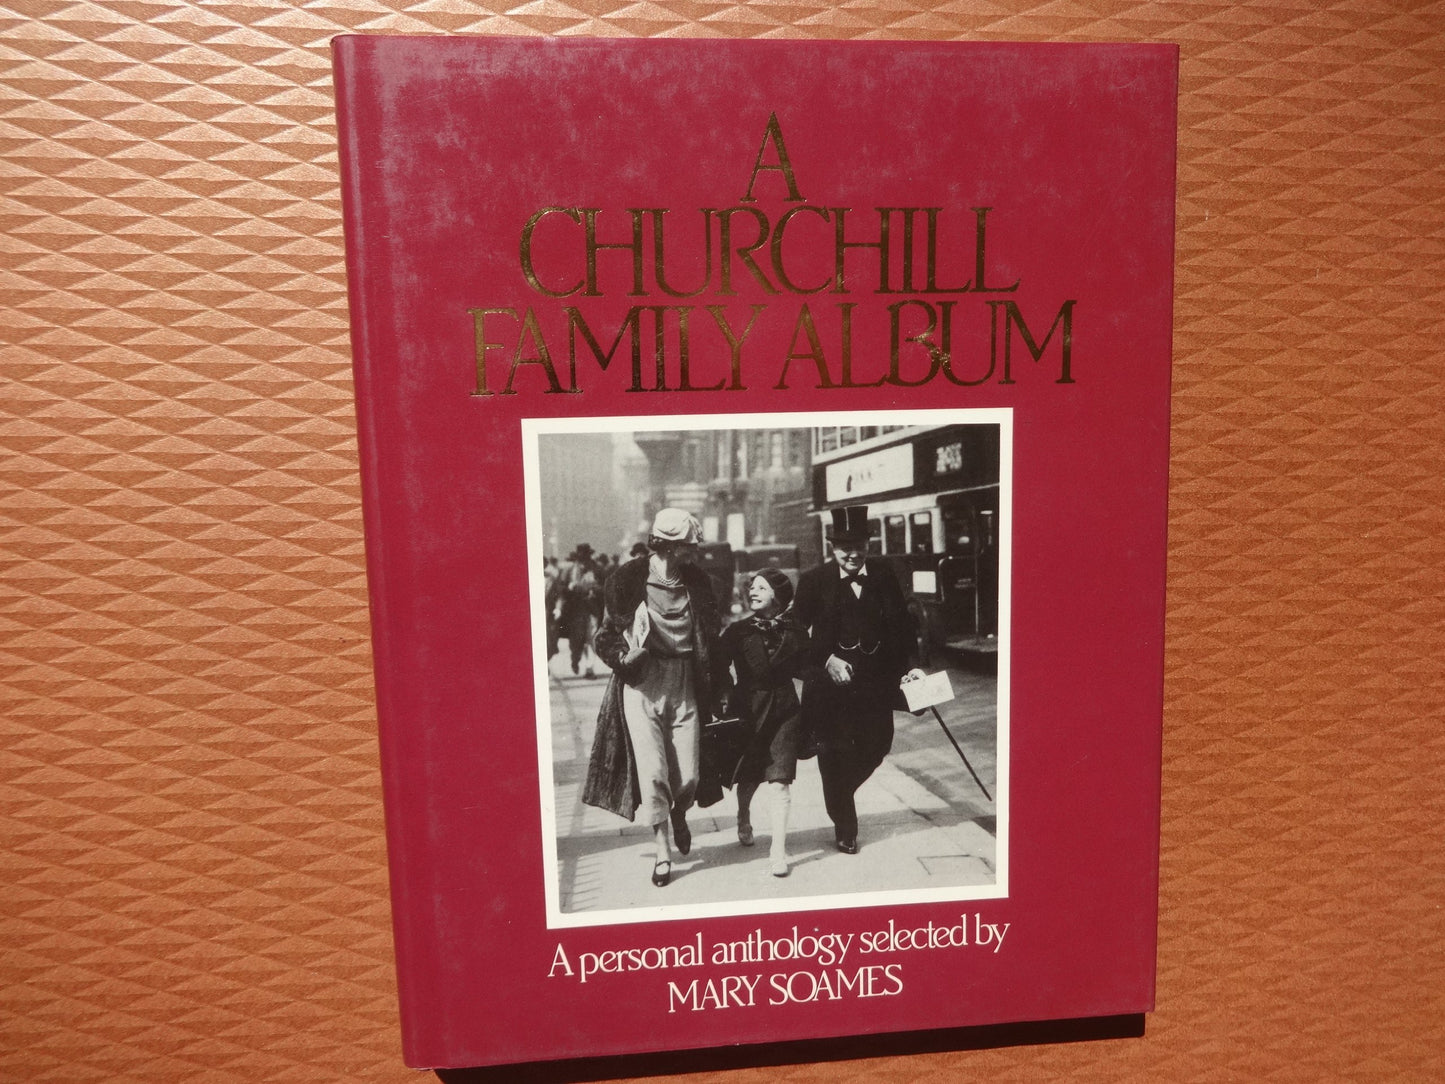 A
CHURCHILL
FAMILY ALBUM
A personal anthology selected by
MARY SOAMES